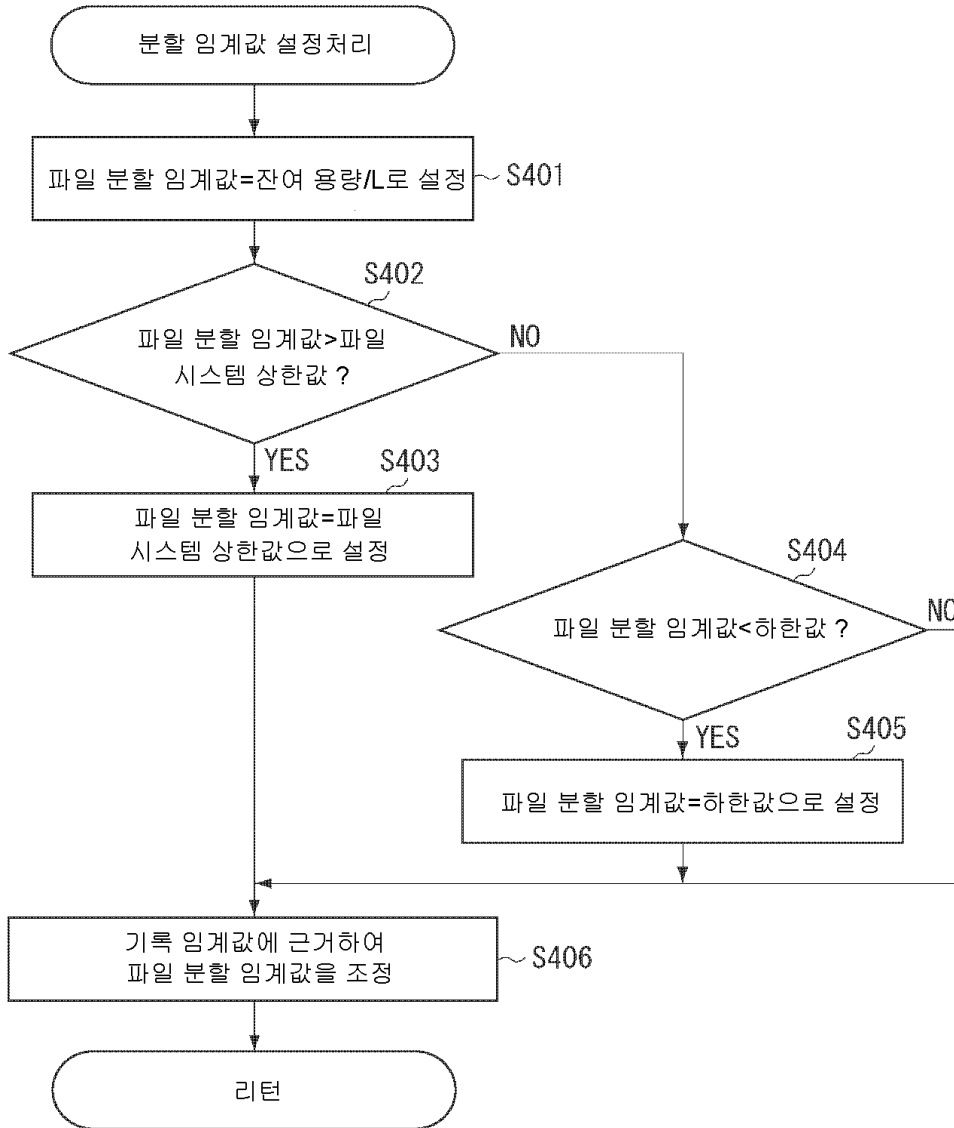 분할 임계값 설정처리
파일 분할 임계값=잔여 용량/L로 설정
S401
S402
파일 분할 임계값>파일
시스템 상한값 ?
NO
YES
S403
파일 분할 임계값=파일
시스템 상한값으로 설정
S404
파일 분할 임계값<하한값 ?
NO
YES
S405
파일 분할 임계값=하한값으로 설정
기록 임계값에 근거하여
파일 분할 임계값을 조정
S406
리턴